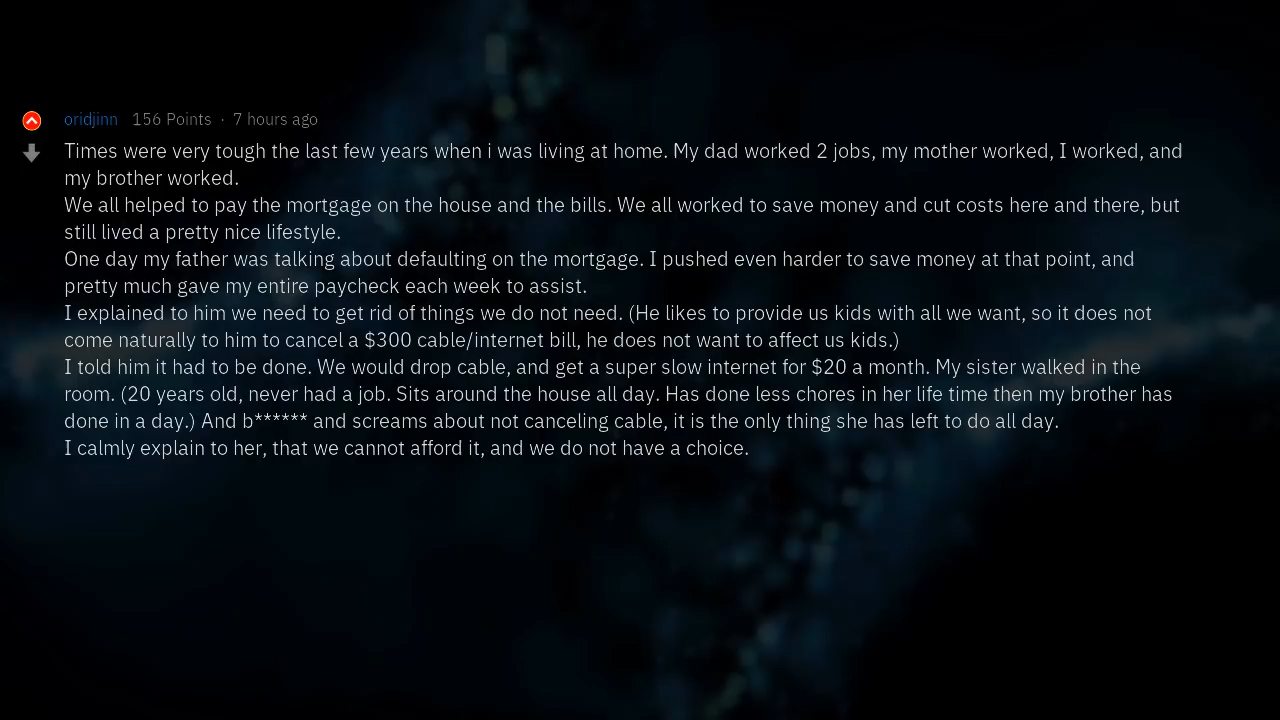 oridjinn 156 Points · 7 hours ago
Times were very tough the last few years when i was living at home. My dad worked 2 jobs, my mother worked, I worked, and
my brother worked.
We all helped to pay the mortgage on the house and the bills. We all worked to save money and cut costs here and there, but
still lived a pretty nice lifestyle.
One day my father was talking about defaulting on the mortgage. I pushed even harder to save money at that point, and
pretty much gave my entire paycheck each week to assist.
I explained to him we need to get rid of things we do not need. (He likes to provide us kids with all we want, so it does not
come naturally to him to cancel a $300 cable/internet bill, he does not want to affect us kids.)
I told him it had to be done. We would drop cable, and get a super slow internet for $20 a month. My sister walked in the
room. (20 years old, never had a job. Sits around the house all day. Has done less chores in her life time then my brother has
done in a day.) And b****** and screams about not canceling cable, it is the only thing she has left to do all day.
I calmly explain to her, that we cannot afford it, and we do not have a choice.